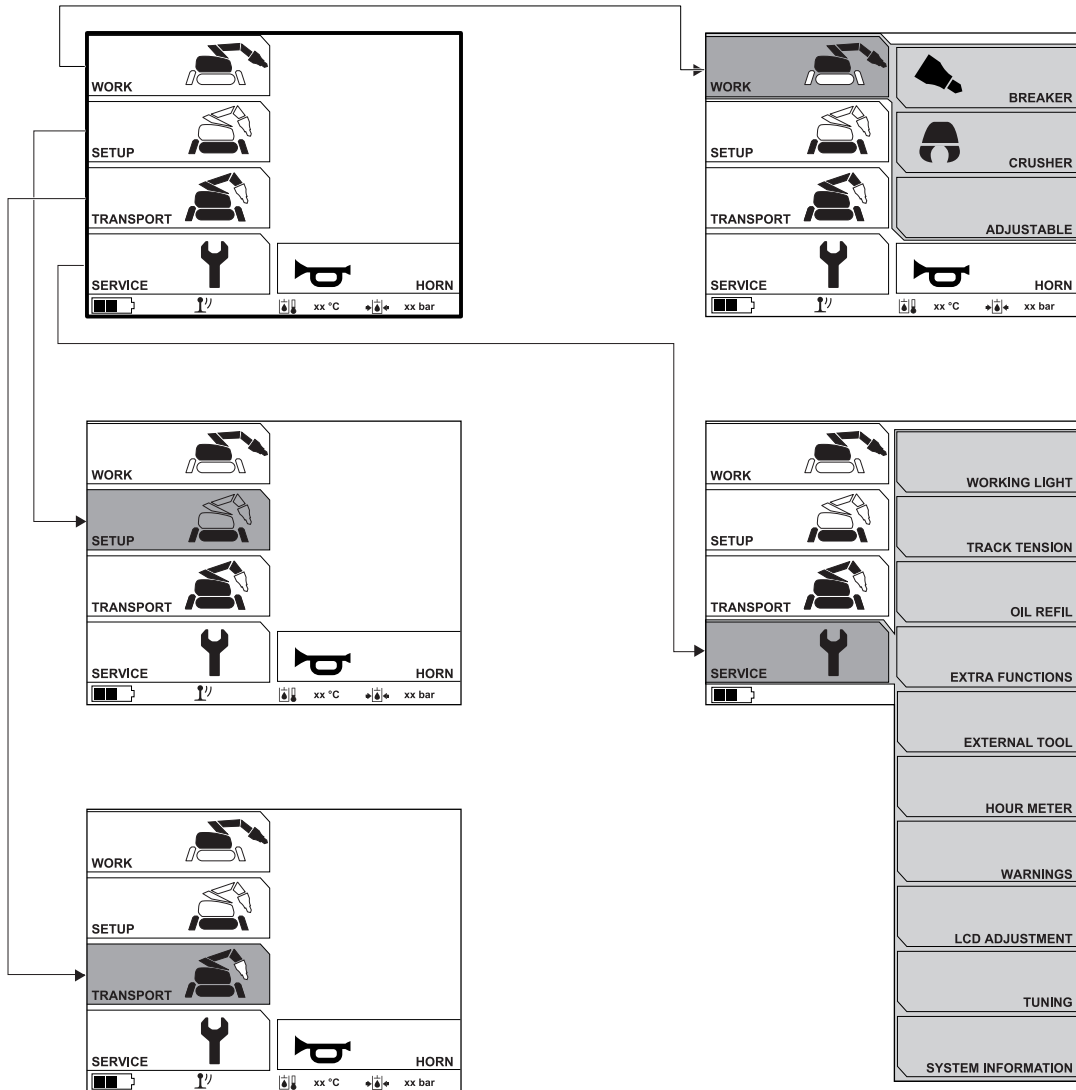 WORK
SETUP
TRANSPORT
SERVICE
HORN
xx °C
xx bar
WORK
BREAKER
CRUSHER
SETUP
TRANSPORT
ADJUSTABLE
SERVICE
HORN
xx °C
xx bar
WORK
SETUP
TRANSPORT
SERVICE
HORN
xx °C
xx bar
WORK
SETUP
TRANSPORT
SERVICE
WORKING LIGHT
TRACK TENSION
OIL REFIL
EXTRA FUNCTIONS
EXTERNAL TOOL
HOUR METER
WARNINGS
LCD ADJUSTMENT
TUNING
SYSTEM INFORMATION
WORK
SETUP
TRANSPORT
SERVICE
HORN
xx °C
xx bar